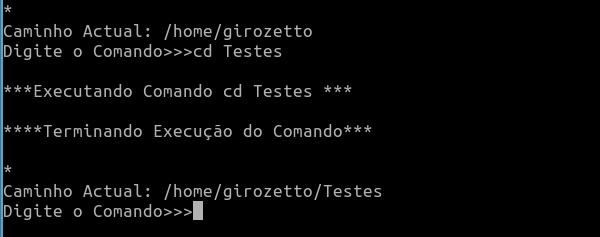 *
Caminho Actual: /home/girozetto
Digite o Comando>>>cd Testes
***Executando Comando cd Testes ***
****Terminando Execução do Comando***
*
Caminho Actual: /home/girozetto/Testes
Digite o Comando>>>